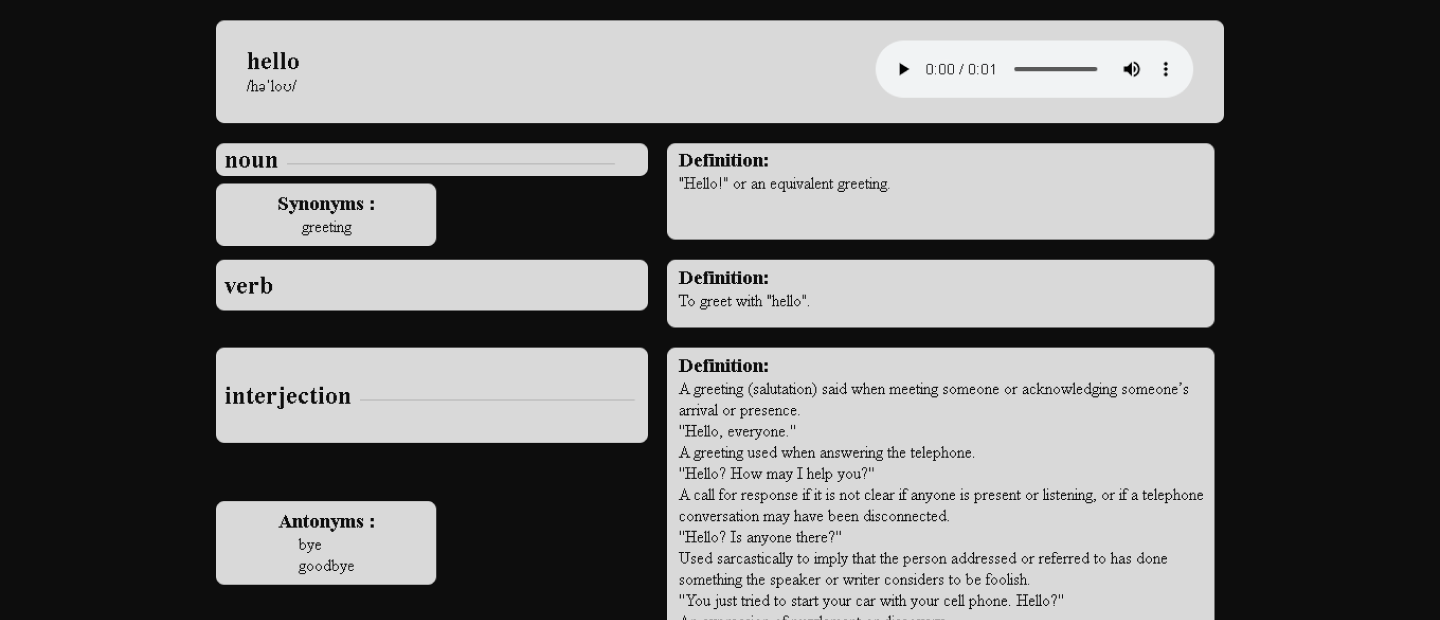 hello
/həˈloʊ/
0:00 / 0:01
noun
Definition:
"Hello!" or an equivalent greeting.
Synonyms :
greeting
verb
Definition:
To greet with "hello".
interjection
Definition:
A greeting (salutation) said when meeting someone or acknowledging someone’s
arrival or presence.
"Hello, everyone."
A greeting used when answering the telephone.
"Hello? How may I help you?"
A call for response if it is not clear if anyone is present or listening, or if a telephone
conversation may have been disconnected.
"Hello? Is anyone there?"
Used sarcastically to imply that the person addressed or referred to has done
something the speaker or writer considers to be foolish.
"You just tried to start your car with your cell phone. Hello?"
Antonyms :
bye
goodbye